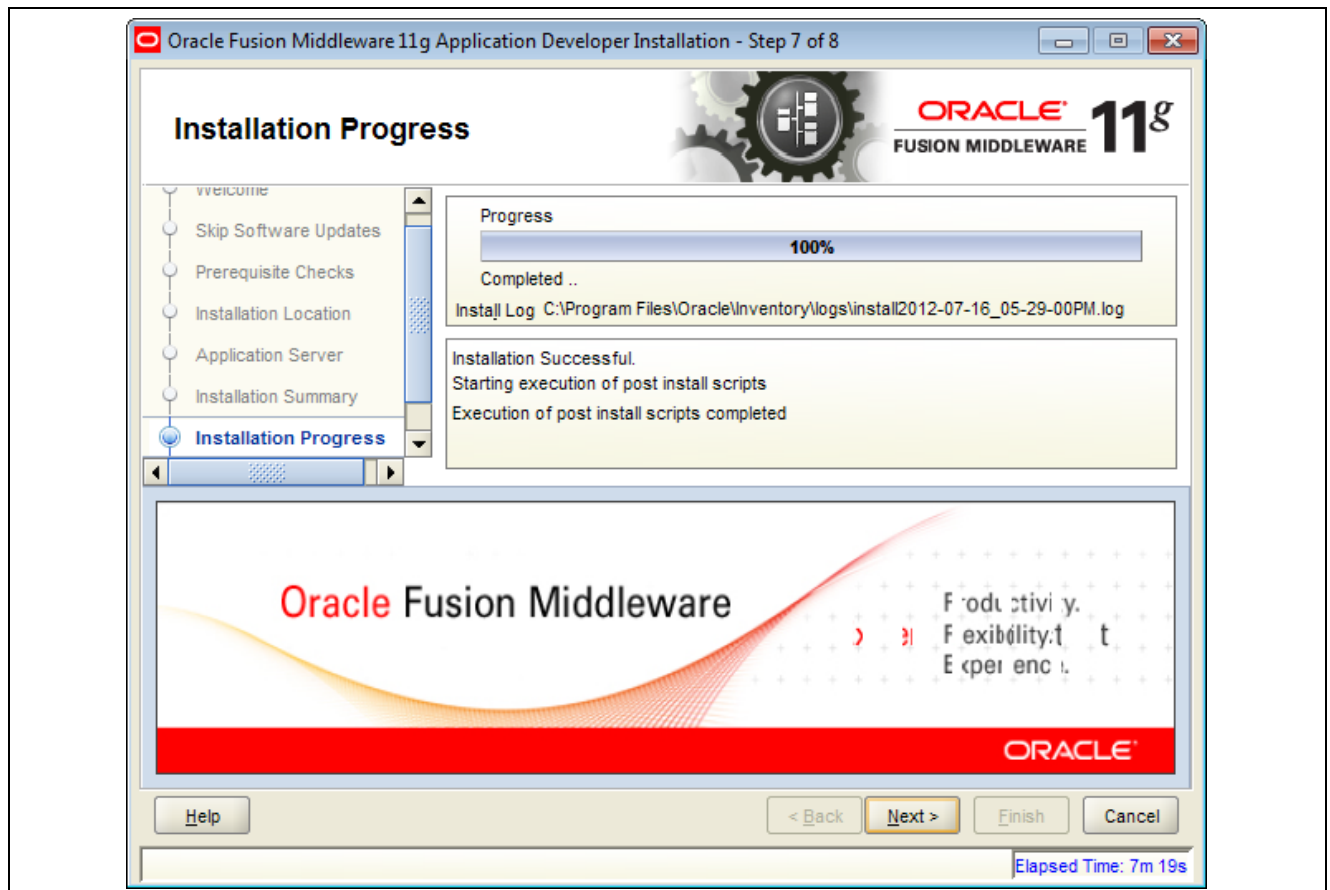 Oracle Fusion Middleware 11g Application Developer Installation - Step 7 of 8
Installation Progress
ORACLE
FUSION MIDDLEWARE
11g
Welcome
Skip Software Updates
Prerequisite Checks
Installation Location
Application Server
Installation Summary
Installation Progress
Progress
100%
Completed ..
Install Log C:\Program Files\Oracle\Inventory\logs\install2012-07-16_05-29-00PM.log
Installation Successful.
Starting execution of post install scripts
Execution of post install scripts completed
Oracle Fusion Middleware
ORACLE
Help
< Back
Next >
Finish
Cancel
Elapsed Time: 7m 19s